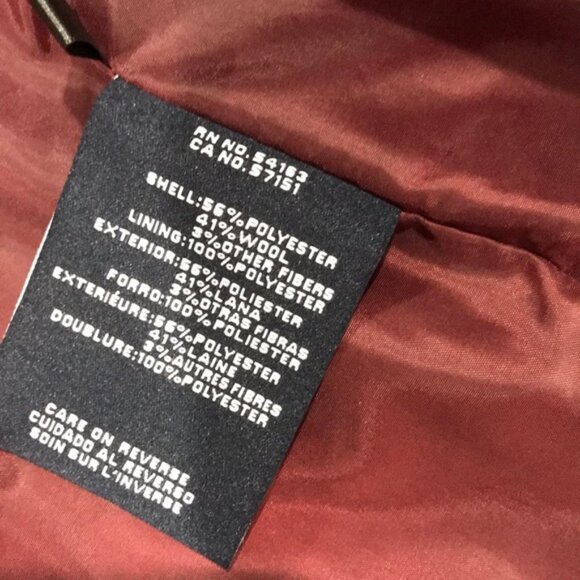 RN NO. 54163
CA NO. 57151
SHELL:56% POLYESTER
41% WOOL
3% OTHER FIBERS
LINING:100% POLYESTER
EXTERIOR:56% POLIESTER
41% LANA
3% OTRAS FIBRAS
FORRO:100% POLIESTER
EXTERIEURE:56% POLYESTER
41% LAINE
3% AUTRES FIBRES
DOUBLURE:100% POLYESTER
CARE ON REVERSE
CUIDADO AL REVERSO
SOIN SUR L'INVERSE